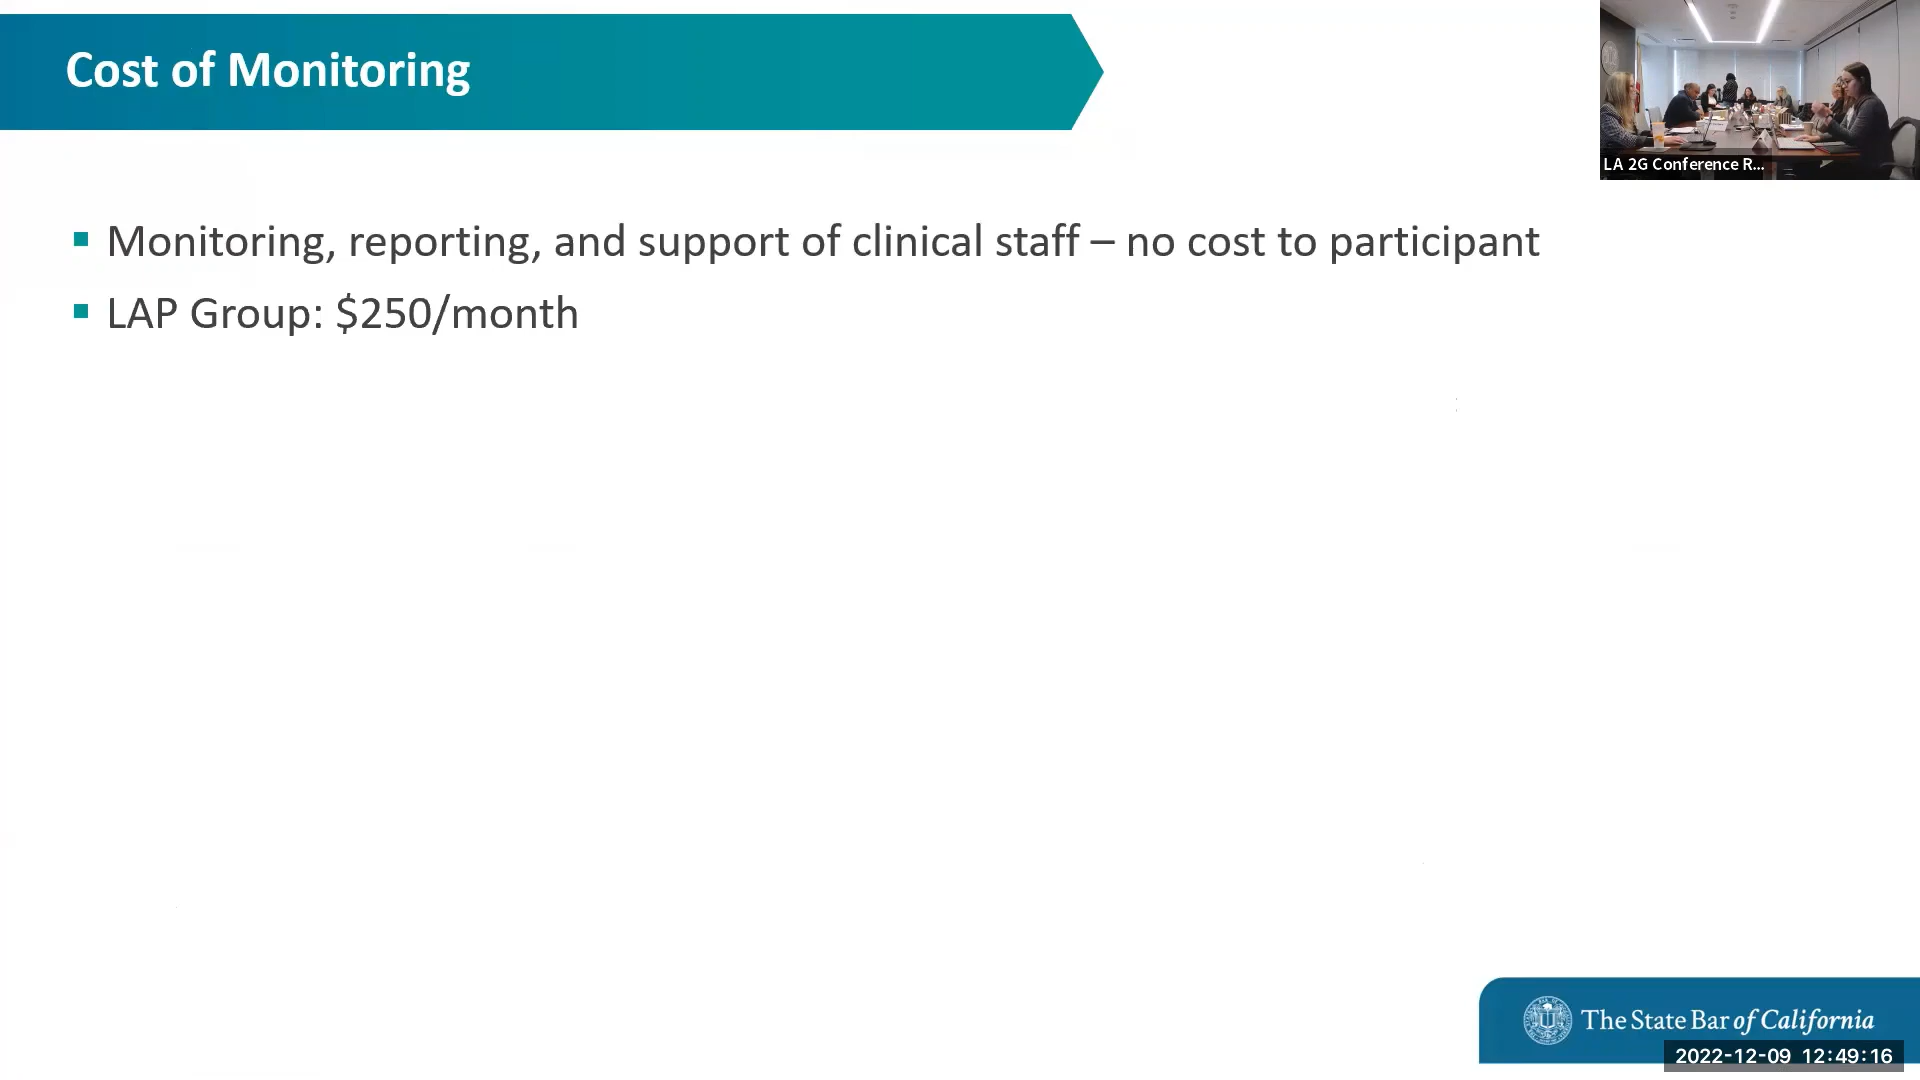 Cost of Monitoring
LA 2G Conference R...
▪ Monitoring, reporting, and support of clinical staff – no cost to participant
▪ LAP Group: $250/month
The State Bar of California
2022-12-09 12:49:16